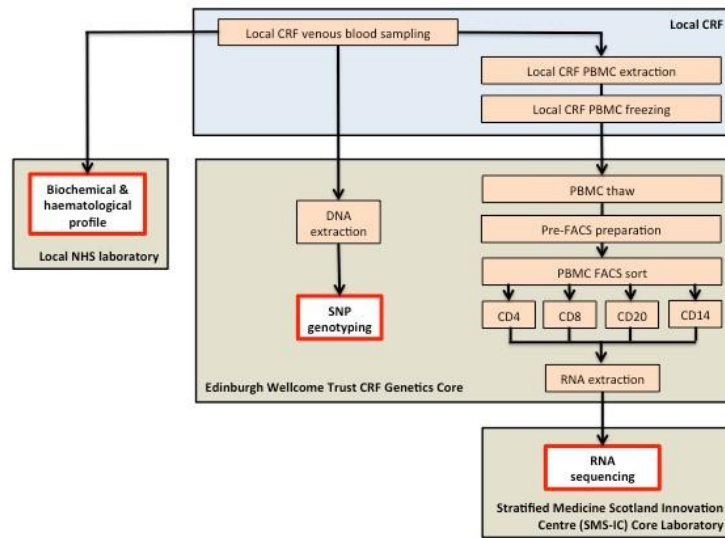 Local CRF
Local CRF venous blood sampling
Local CRF PBMC extraction
Local CRF PBMC freezing
Biochemical &
haematological
profile
Local NHS laboratory
DNA
extraction
SNP
genotyping
PBMC thaw
Pre-FACS preparation
PBMC FACS sort
CD4
CD8
CD20
CD14
RNA extraction
Edinburgh Wellcome Trust CRF Genetics Core
RNA
sequencing
Stratified Medicine Scotland Innovation
Centre (SMS-IC) Core Laboratory